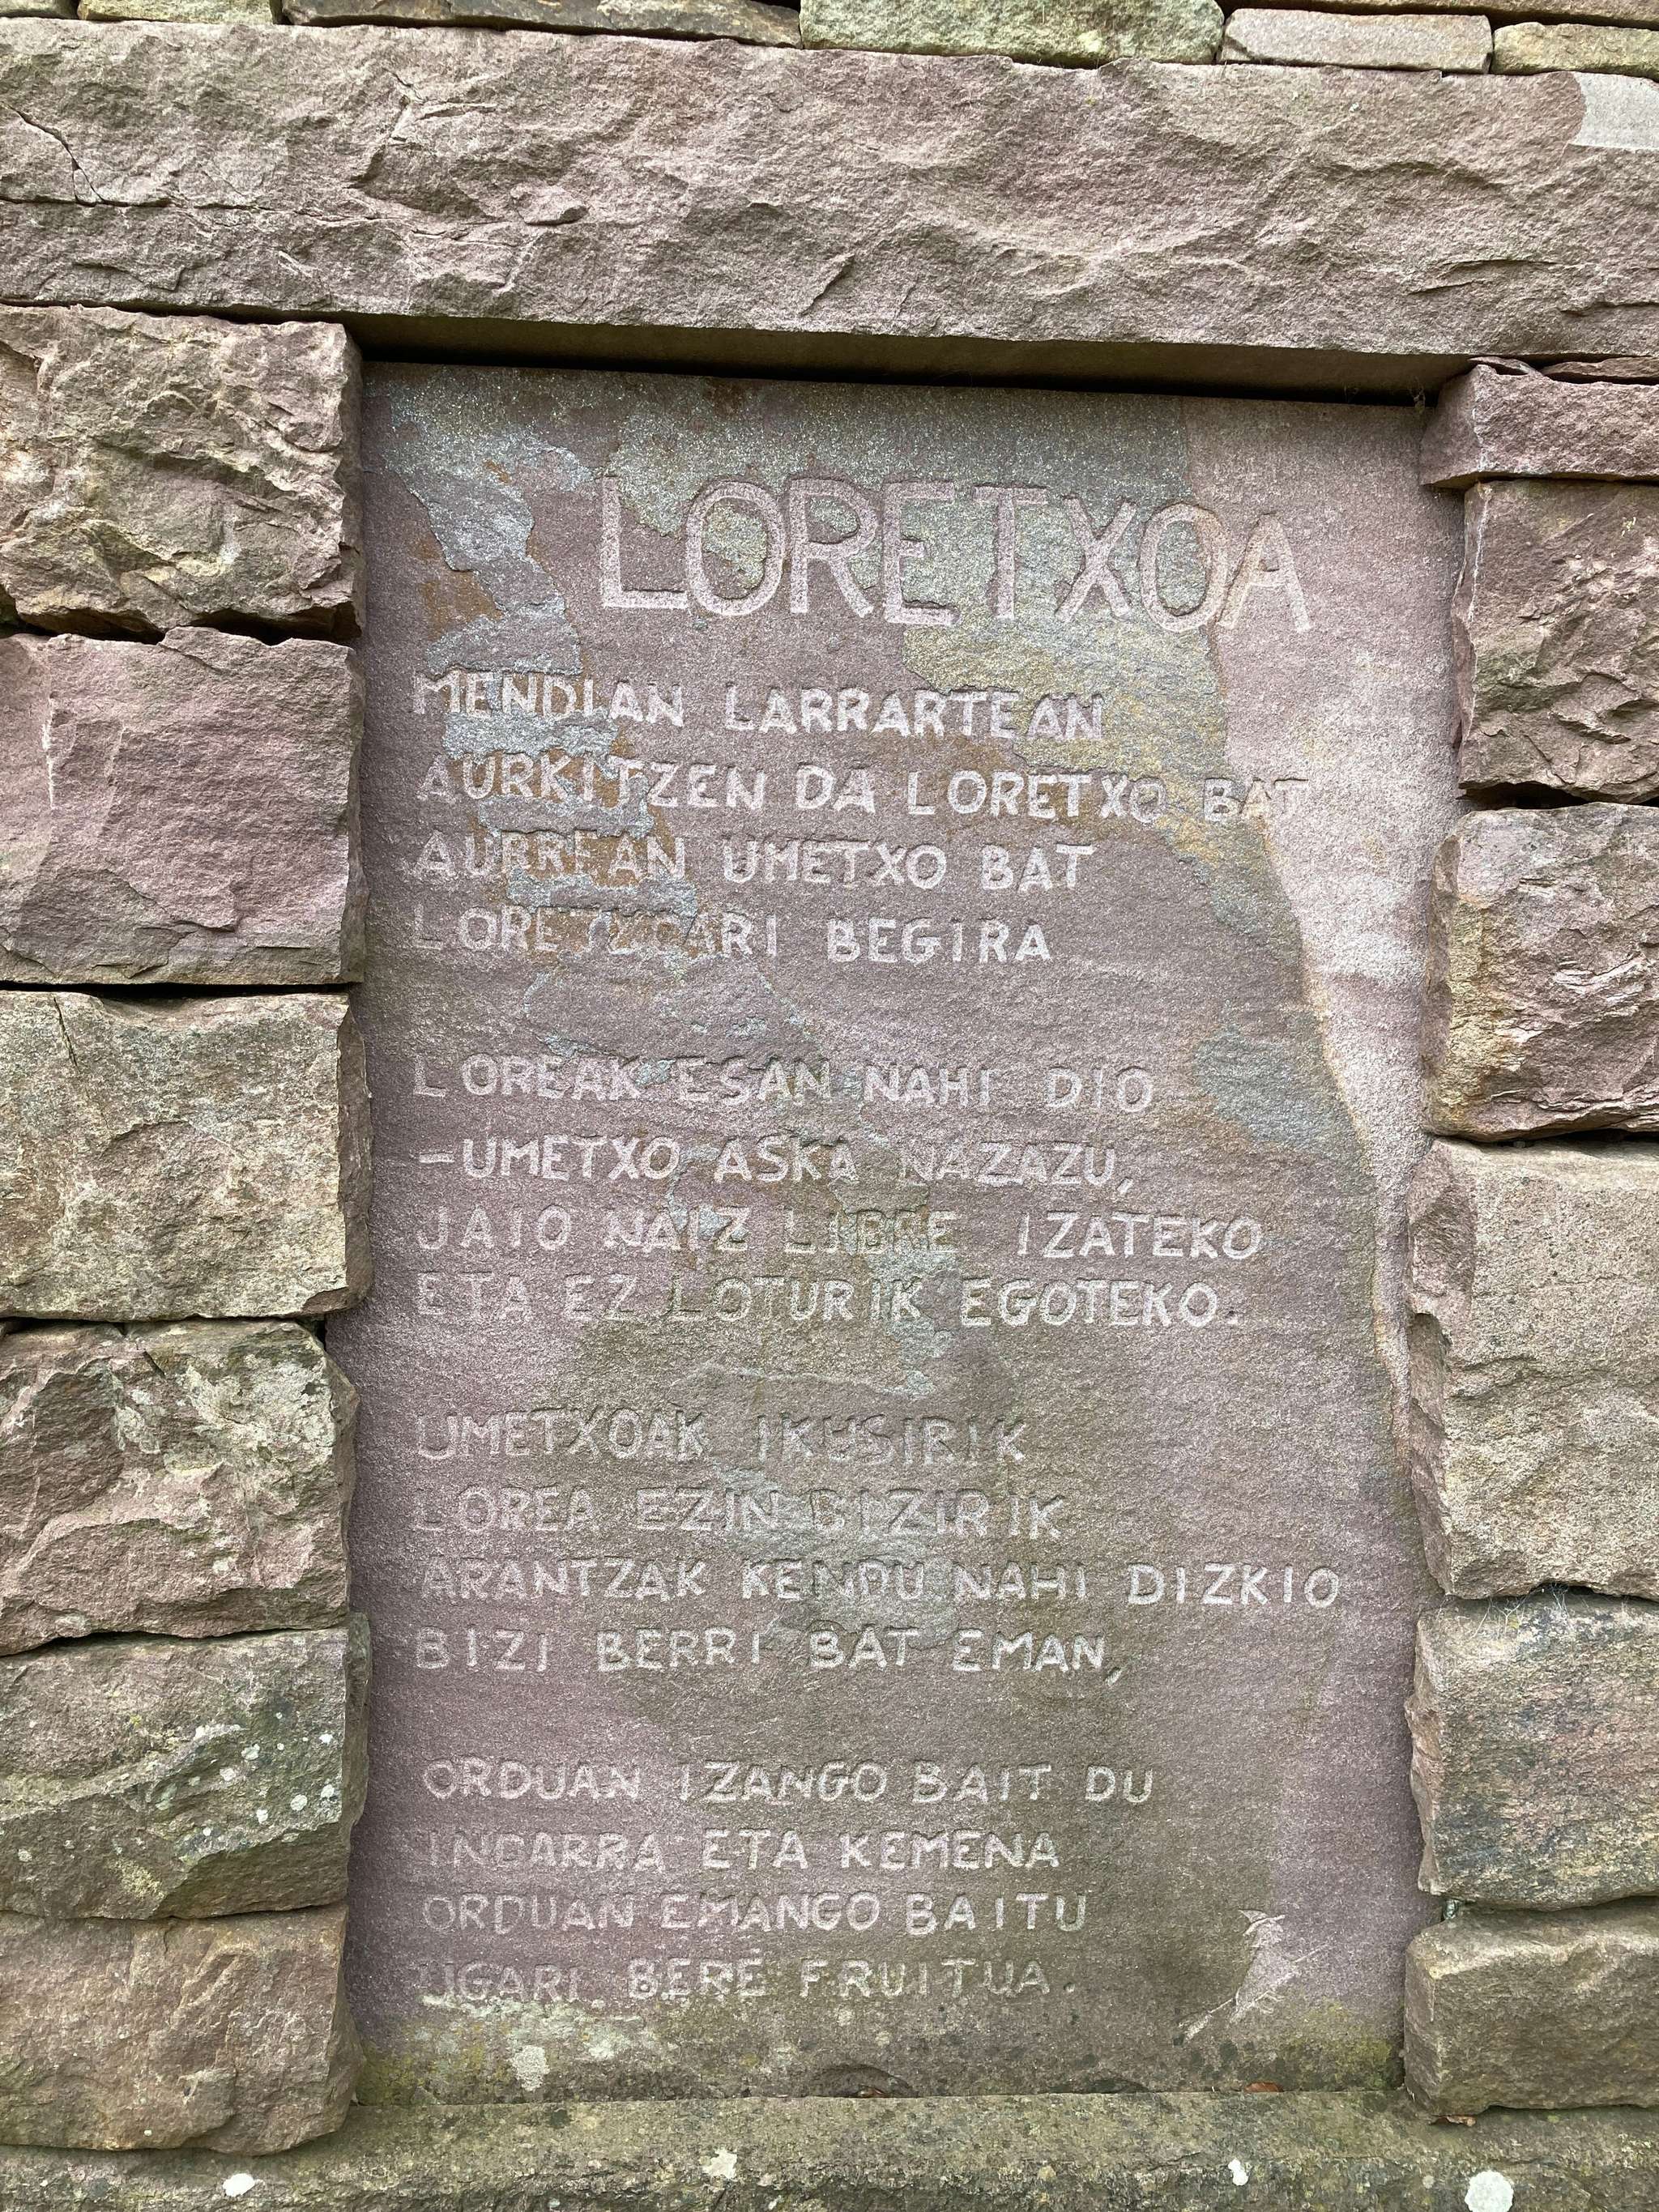 LORETXOA
MENDIAN LARRARTEAN
AURKITZEN DA LORETXO BAT
AURREAN UMETXO BAT
LORETXOARI BEGIRA
LOREAK ESAN NAHI DIO
-UMETXO ASKA NAZAZU,
JAIO NAIZ LIBRE IZATEKO
ETA EZ LOTURIK EGOTEKO.
UMETXOAK IKUSIRIK
LOREA EZIN BIZIRIK
ARANTZAK KENDU NAHI DIZKIO
BIZI BERRI BAT EMAN,
ORDUAN IZANGO BAIT DU
INDARRA ETA KEMENA
ORDUAN EMANGO BAITU
UGARI BERE FRUITUA.